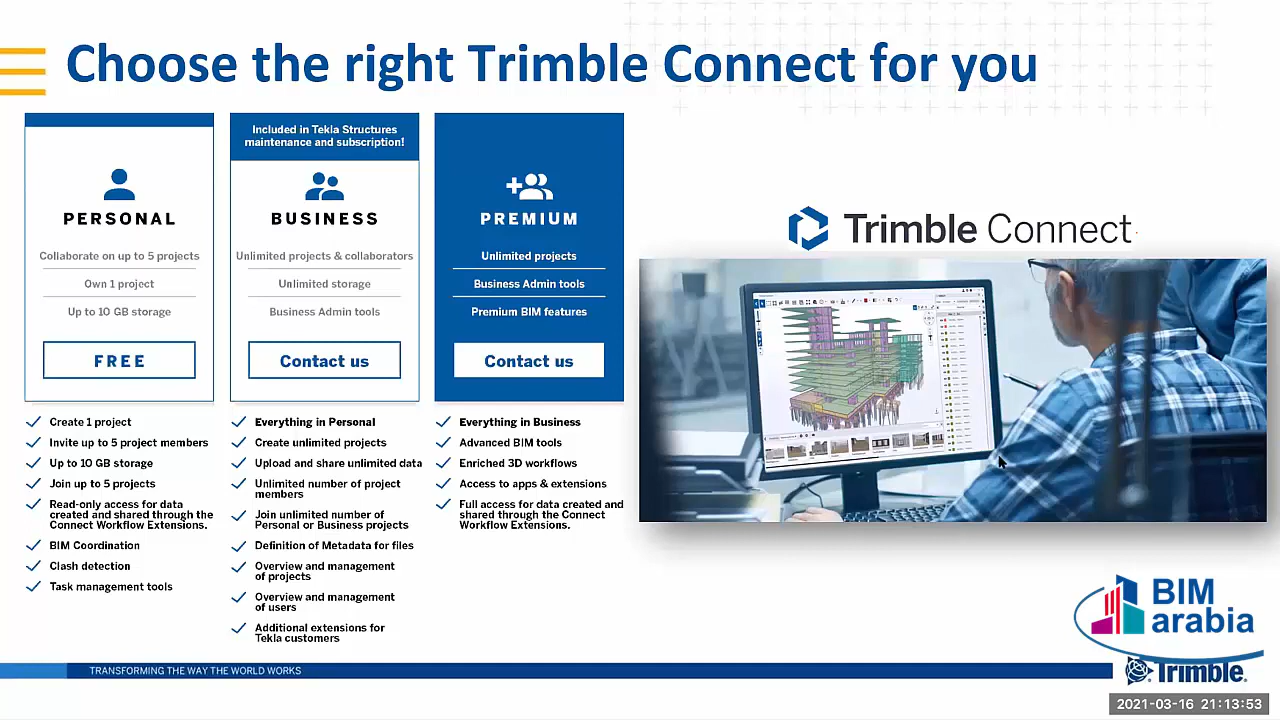 Choose the right Trimble Connect for you
PERSONAL
Collaborate on up to 5 projects
Own 1 project
Up to 10 GB storage
FREE
Create 1 project
Invite up to 5 project members
Up to 10 GB storage
Join up to 5 projects
Read-only access for data
created and shared through the
Connect Workflow Extensions.
BIM Coordination
Clash detection
Task management tools
Included in Tekla Structures
maintenance and subscription!
BUSINESS
Unlimited projects & collaborators
Unlimited storage
Business Admin tools
Contact us
Everything in Personal
Create unlimited projects
Upload and share unlimited data
Unlimited number of project
members
Join unlimited number of
Personal or Business projects
Definition of Metadata for files
Overview and management
of projects
Overview and management
of users
Additional extensions for
Tekla customers
PREMIUM
Unlimited projects
Business Admin tools
Premium BIM features
Contact us
Everything in Business
Advanced BIM tools
Enriched 3D workflows
Access to apps & extensions
Full access for data created and
shared through the Connect
Workflow Extensions.
Trimble Connect
BIM
arabia
TRANSFORMING THE WAY THE WORLD WORKS
Trimble
2021-03-16 21:13:53